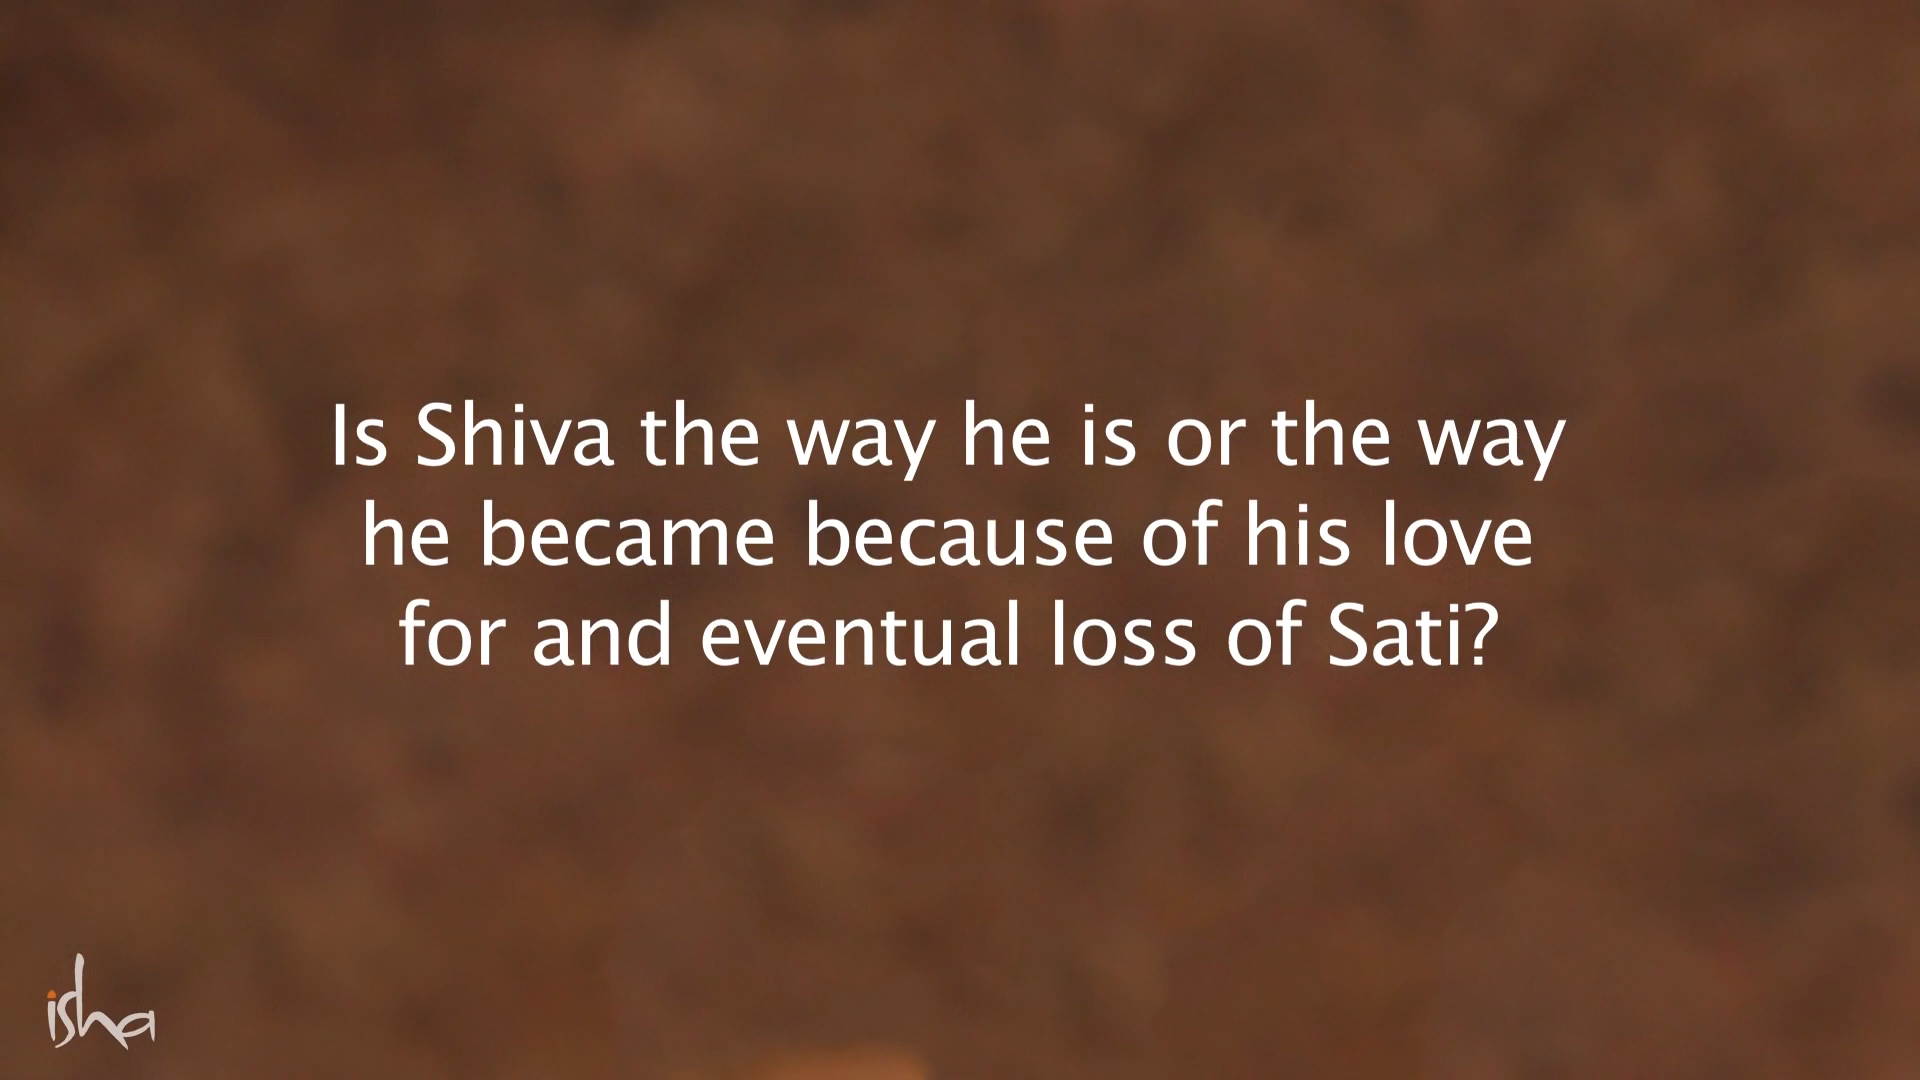 Is Shiva the way he is or the way
he became because of his love
for and eventual loss of Sati?
isha